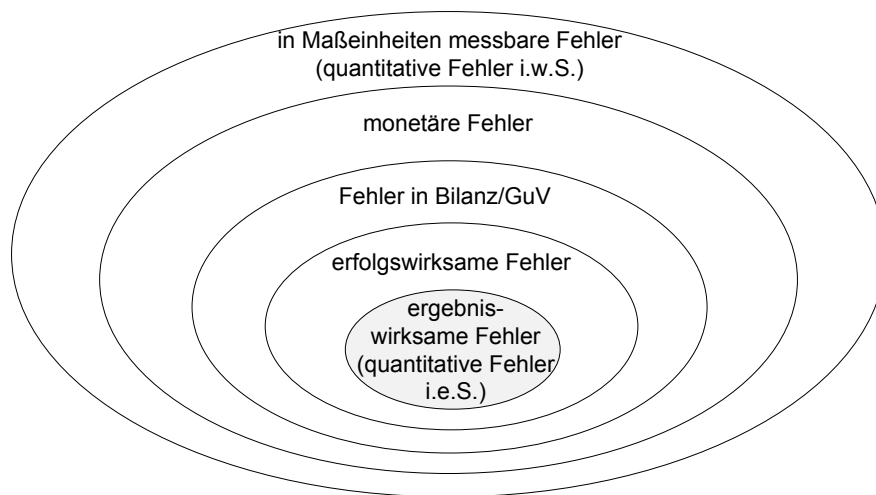 in Maßeinheiten messbare Fehler
(quantitative Fehler i.w.S.)
monetäre Fehler
Fehler in Bilanz/GuV
erfolgswirksame Fehler
ergebnis-
wirksame Fehler
(quantitative Fehler
i.e.S.)